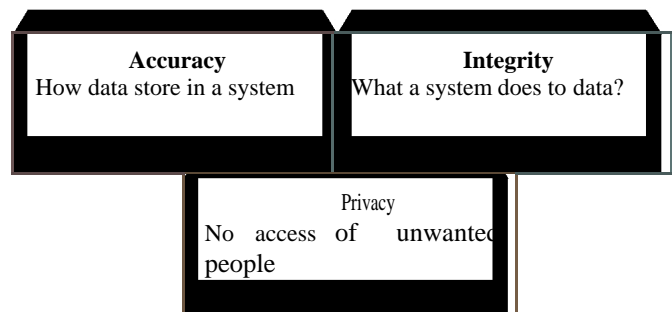 Accuracy
How data store in a system
Integrity
What a system does to data?
Privacy
No access of unwanted
people